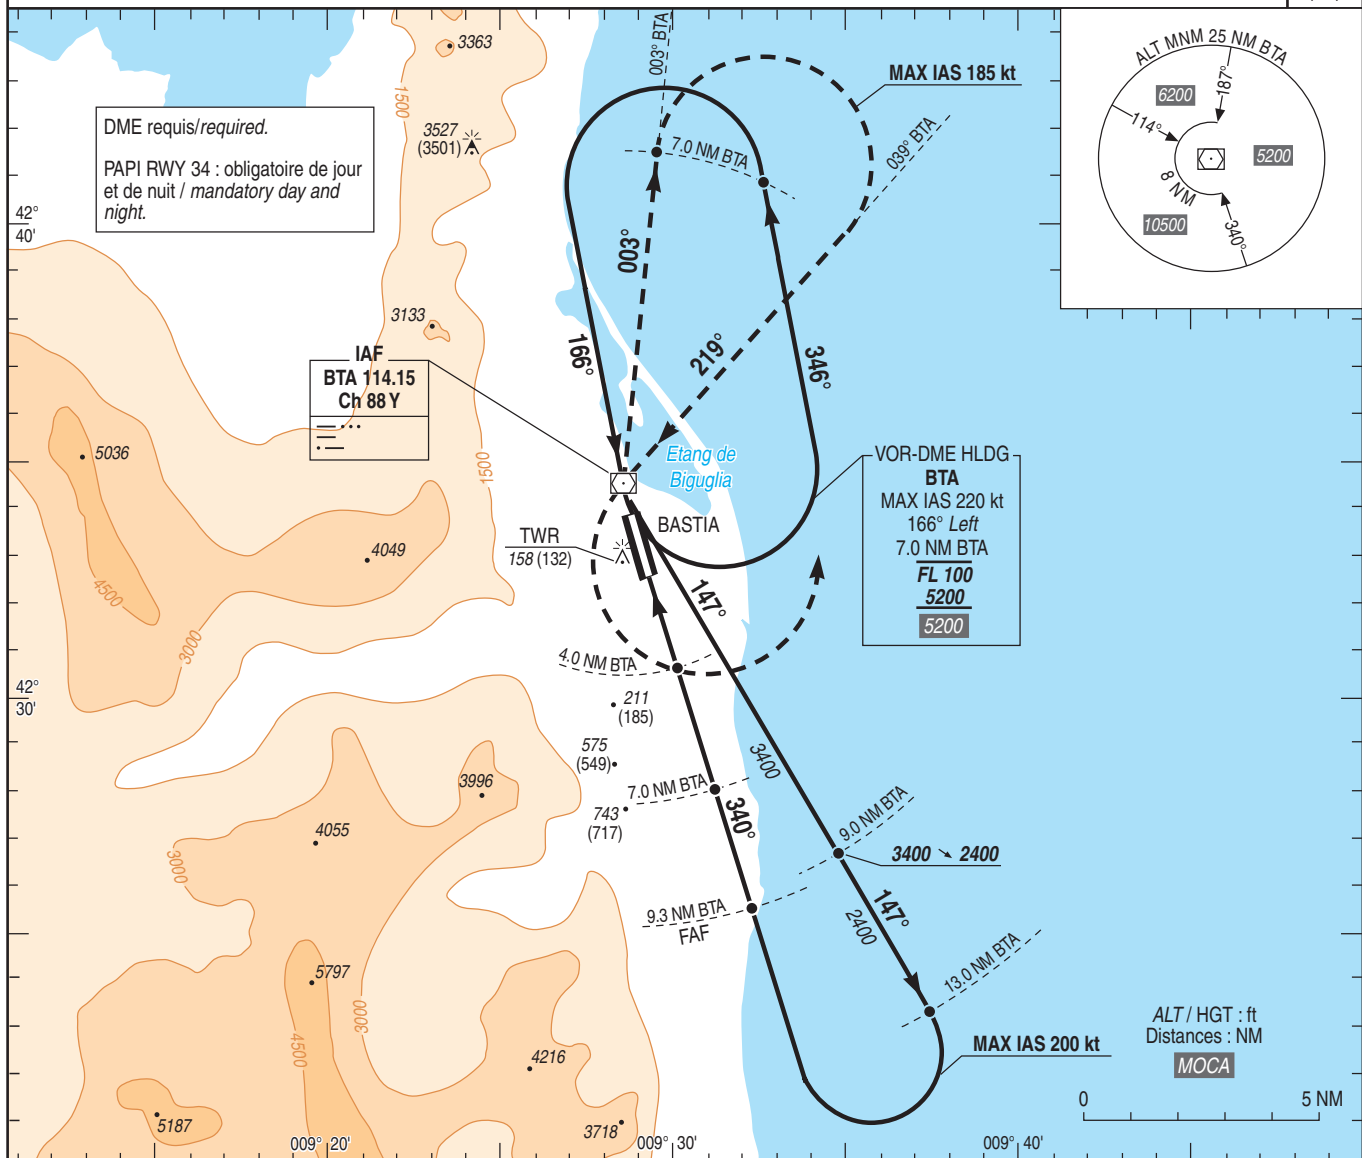 3363
1500
003° BTA
MAX IAS 185 kt
ALT MNM 25 NM BTA
187°
6200
114°
5200
8 NM
10500
340°
DME requis/required.
PAPI RWY 34 : obligatoire de jour
et de nuit / mandatory day and
night.
3527
(3501)
7.0 NM BTA
039° BTA
42°
40'
003°
3133
166°
219°
346°
IAF
BTA 114.15
Ch 88 Y
5036
1500
Etang de
Biguglia
VOR-DME HLDG
BTA
MAX IAS 220 kt
166° Left
7.0 NM BTA
FL 100
5200
5200
BASTIA
TWR
158 (132)
4049
4500
3000
147°
4.0 NM BTA
42°
30'
211
(185)
575
(549)
3400
3996
7.0 NM BTA
743
(717)
340°
9.0 NM BTA
4055
3000
3400 ↘ 2400
147°
2400
9.3 NM BTA
FAF
13.0 NM BTA
5797
3000
4500
ALT / HGT : ft
Distances : NM
MOCA
MAX IAS 200 kt
4216
0 5 NM
5187
3718
009° 20'
009° 30'
009° 40'